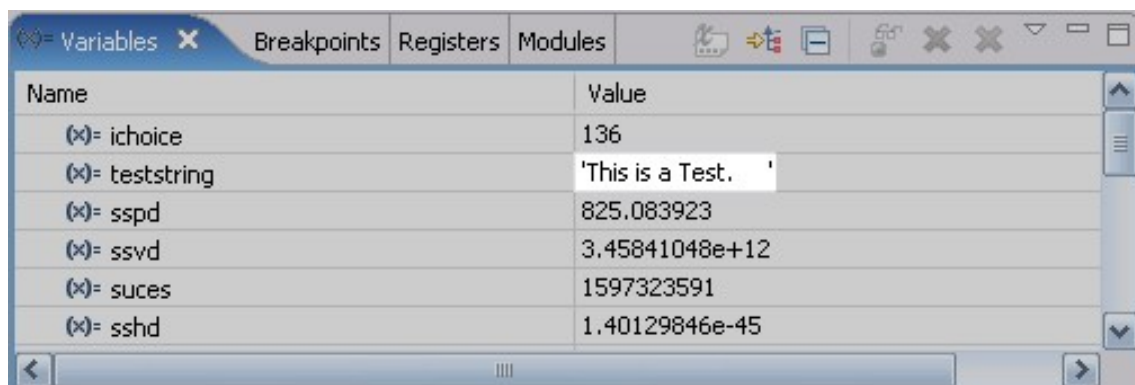 (x)= Variables Breakpoints Registers Modules
Name Value
(x)= ichoice 136
(x)= teststring 'This is a Test.    '
(x)= sspd 825.083923
(x)= ssvd 3.45841048e+12
(x)= suces 1597323591
(x)= sshd 1.40129846e-45